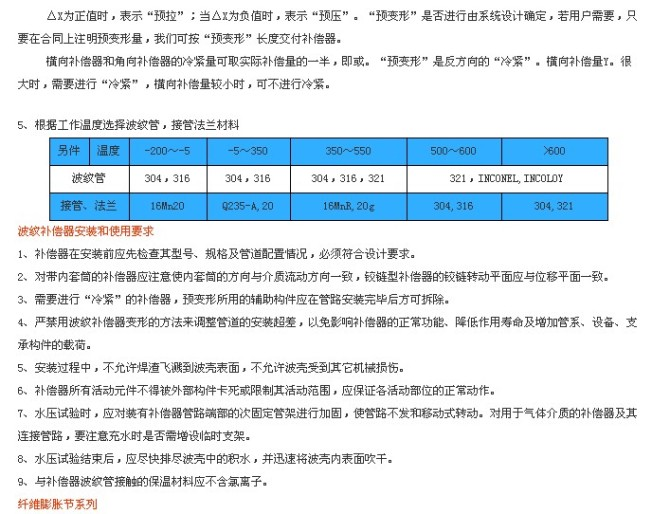 △X为正值时，表示“预拉”；当△X为负值时，表示“预压”。“预变形”是否进行由系统设计确定，若用户需要，只
要在合同上注明预变形量，我们可按“预变形”长度交付补偿器。
横向补偿器和角向补偿器的冷紧量可取实际补偿量的一半，即或。“预变形”是反方向的“冷紧”。横向补偿量Y。很
大时，需要进行“冷紧”，横向补偿量较小时，可不进行冷紧。
5、根据工作温度选择波纹管，接管法兰材料
另件 温度 -200～-5 -5～350 350～550 500～600 >600
波纹管 304,316 304,316 304,316,321 321,INCONEL,INCOLOY
接管、法兰 16Mn20 Q235-A,20 16MnR,20g 304,316 304,321
波纹补偿器安装和使用要求
1、补偿器在安装前应先检查其型号、规格及管道配置情况，必须符合设计要求。
2、对带内套筒的补偿器应注意使内套筒的方向与介质流动方向一致，铰链型补偿器的铰链转动平面应与位移平面一致。
3、需要进行“冷紧”的补偿器，预变形所用的辅助构件应在管路安装完毕后方可拆除。
4、严禁用波纹补偿器变形的方法来调整管道的安装超差，以免影响补偿器的正常功能、降低作用寿命及增加管系、设备、支
承构件的载荷。
5、安装过程中，不允许焊渣飞溅到波壳表面，不允许波壳受到其它机械损伤。
6、补偿器所有活动元件不得被外部构件卡死或限制其活动范围，应保证各活动部位的正常动作。
7、水压试验时，应对装有补偿器管路端部的次固定管架进行加固，使管路不发和移动式转动。对用于气体介质的补偿器及其
连接管路，要注意充水时是否需增设临时支架。
8、水压试验结束后，应尽快排尽波壳中的积水，并迅速将波壳内表面吹干。
9、与补偿器波纹管接触的保温材料应不含氯离子。
纤维膨胀节系列